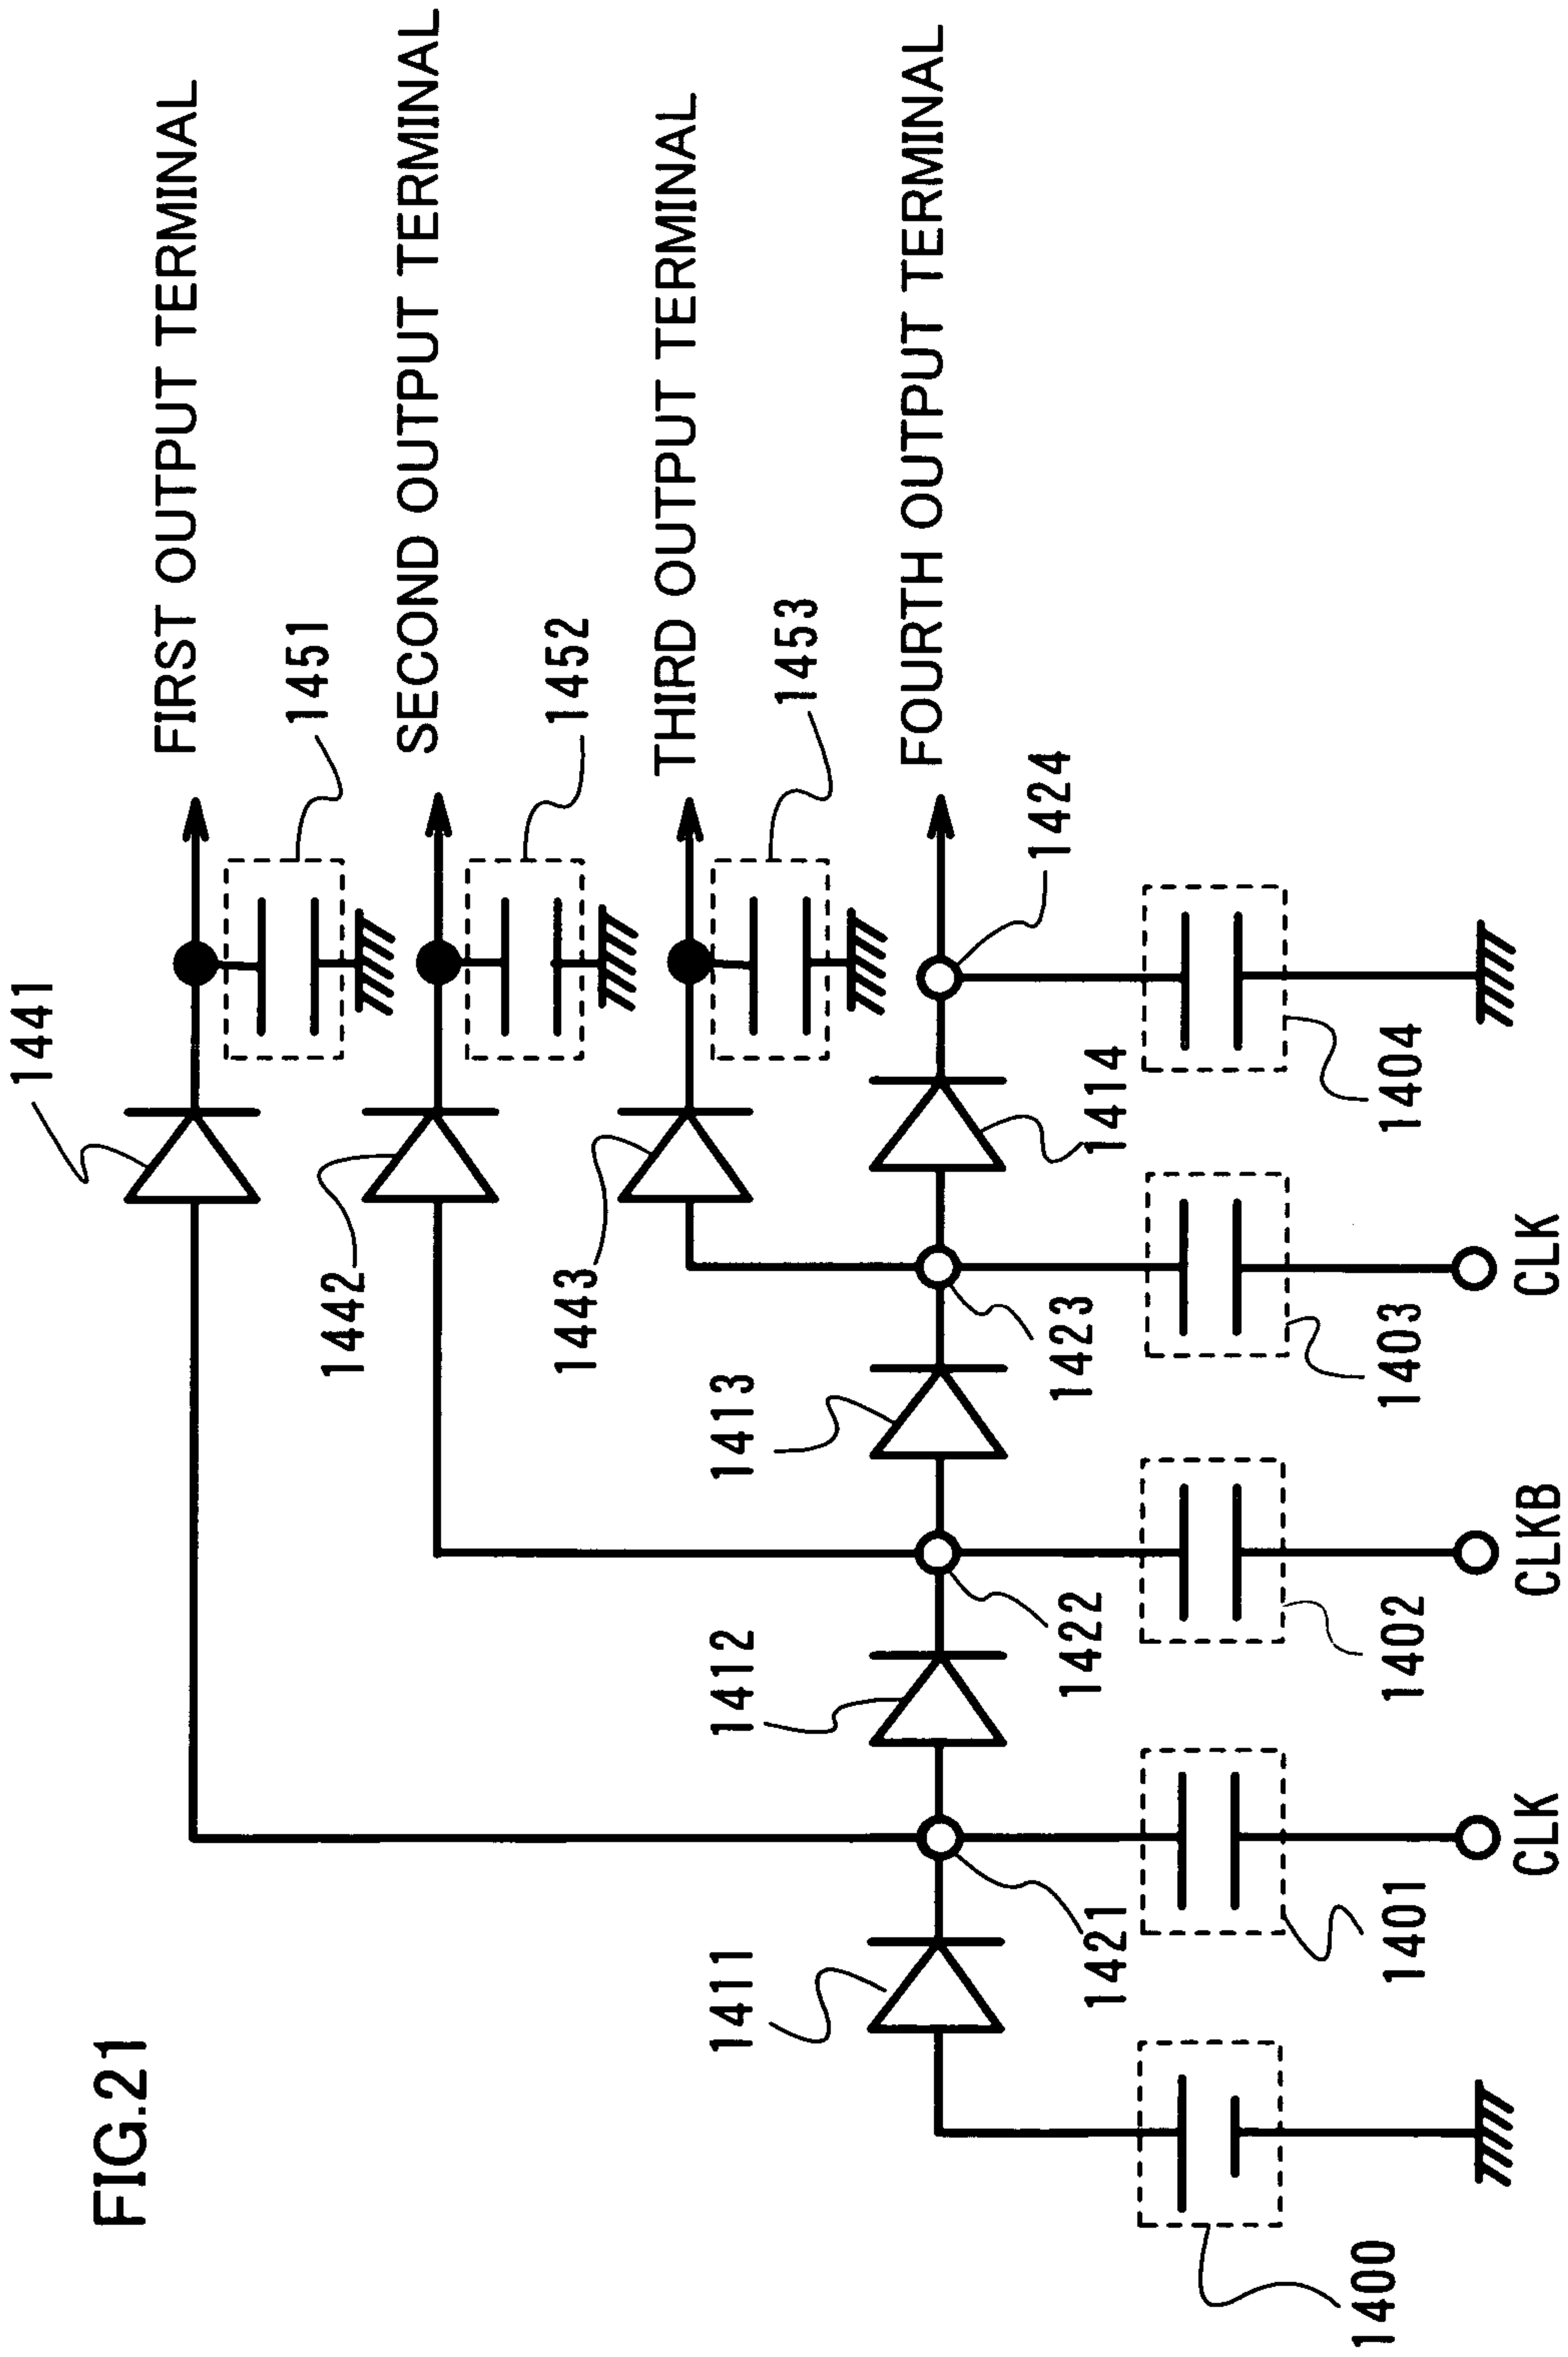 FIG.21
1441
FIRST OUTPUT TERMINAL
1451
1442
SECOND OUTPUT TERMINAL
1452
1443
THIRD OUTPUT TERMINAL
1453
FOURTH OUTPUT TERMINAL
1411
1412
1413
1414
1421
1422
1423
1424
1400
1401
1402
1403
1404
CLK
CLKB
CLK